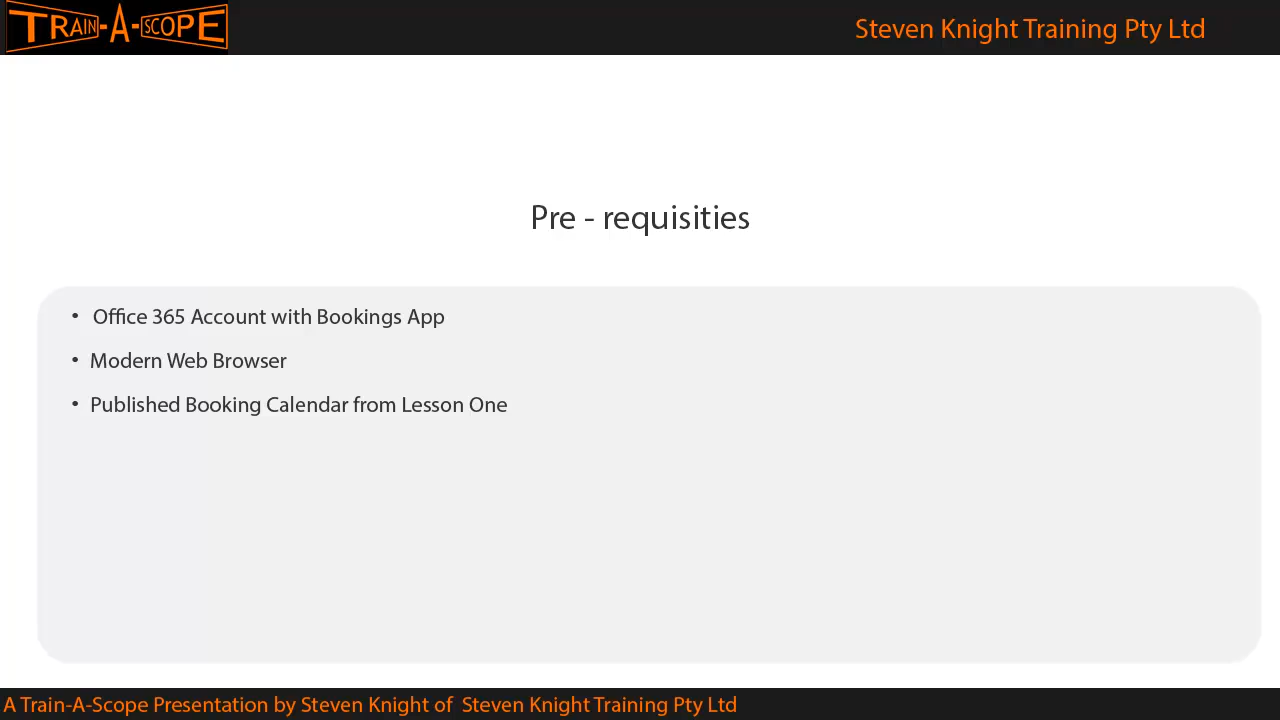 TRAIN-A-SCOPE
Steven Knight Training Pty Ltd
Pre - requisities
• Office 365 Account with Bookings App
• Modern Web Browser
• Published Booking Calendar from Lesson One
A Train-A-Scope Presentation by Steven Knight of Steven Knight Training Pty Ltd